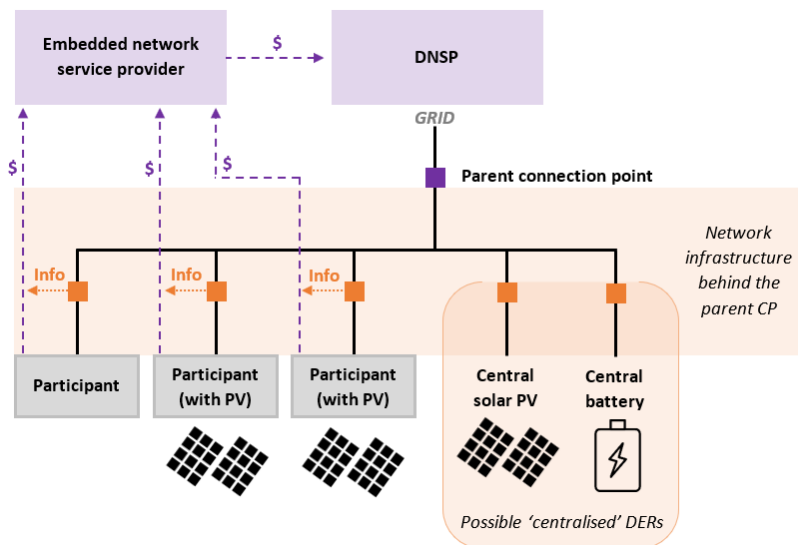 Embedded network
service provider
$
DNSP
GRID
$
$
$
Parent connection point
Network
infrastructure
behind the
parent CP
Info
Info
Info
Participant
Participant
(with PV)
Participant
(with PV)
Central
solar PV
Central
battery
Possible ‘centralised’ DERs